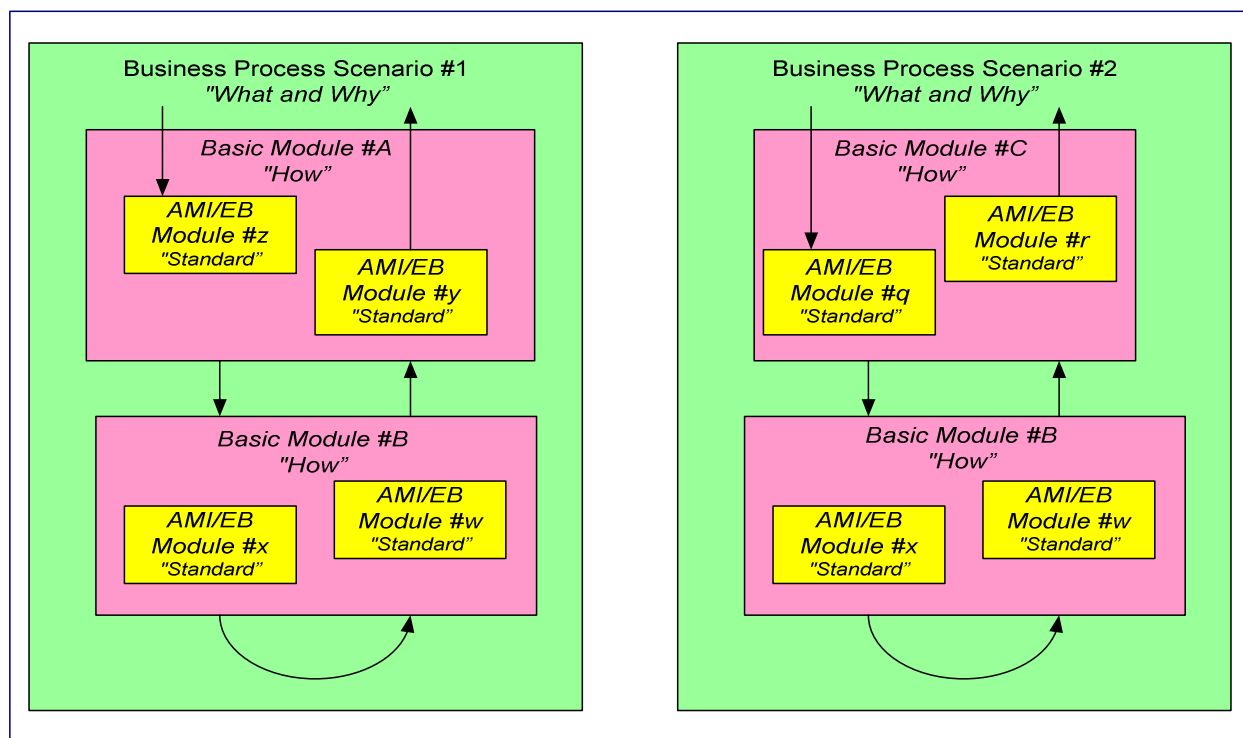 Business Process Scenario #1
"What and Why”
Basic Module #A
"How”
AMI/EB
Module #z
"Standard”
AMI/EB
Module #y
"Standard”
Basic Module #B
"How”
AMI/EB
Module #x
"Standard”
AMI/EB
Module #w
"Standard”
Business Process Scenario #2
"What and Why”
Basic Module #C
"How”
AMI/EB
Module #q
"Standard”
AMI/EB
Module #r
"Standard”
Basic Module #B
"How”
AMI/EB
Module #x
"Standard”
AMI/EB
Module #w
"Standard”